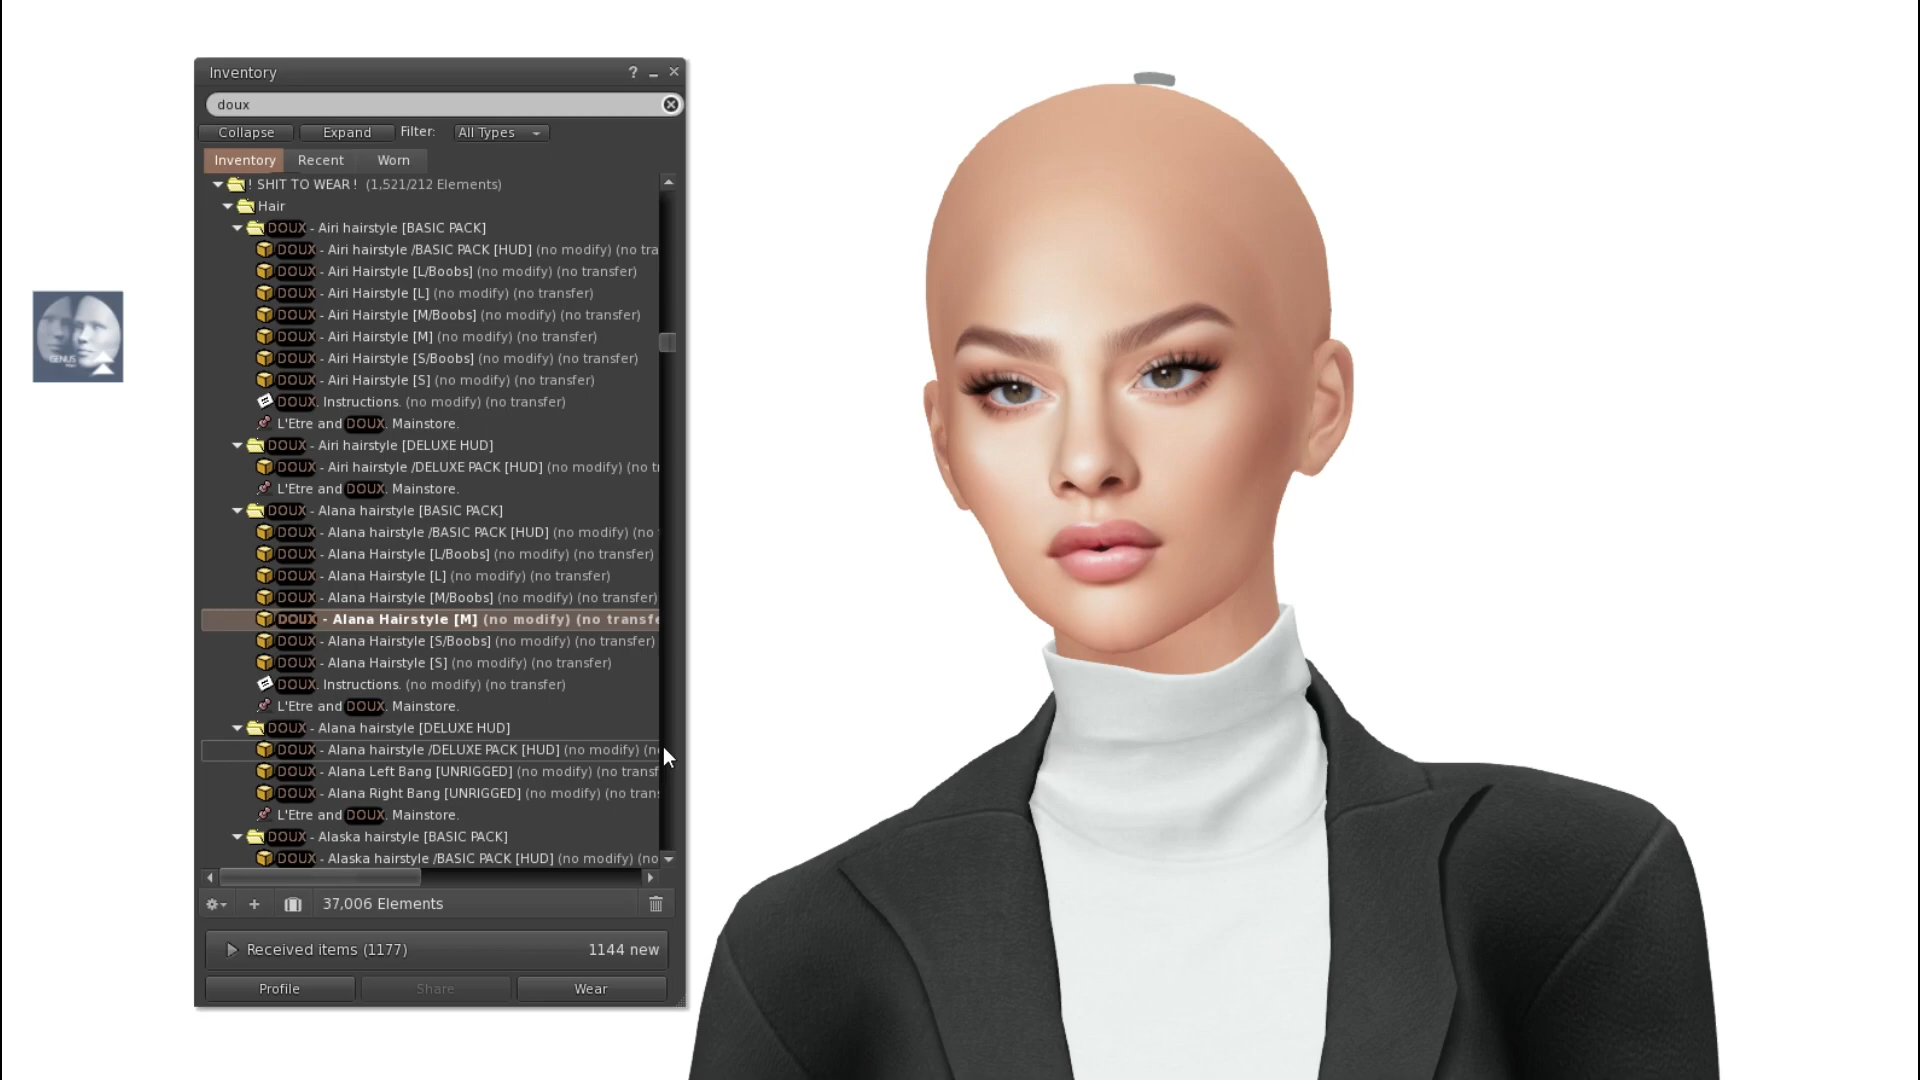 Inventory
?
doux
Collapse Expand Filter: All Types
Inventory Recent Worn
! SHIT TO WEAR ! (1,521/212 Elements)
Hair
DOUX - Airi hairstyle [BASIC PACK]
DOUX - Airi hairstyle /BASIC PACK [HUD] (no modify) (no tra
DOUX - Airi Hairstyle [L/Boobs] (no modify) (no transfer)
DOUX - Airi Hairstyle [L] (no modify) (no transfer)
DOUX - Airi Hairstyle [M/Boobs] (no modify) (no transfer)
DOUX - Airi Hairstyle [M] (no modify) (no transfer)
DOUX - Airi Hairstyle [S/Boobs] (no modify) (no transfer)
DOUX - Airi Hairstyle [S] (no modify) (no transfer)
DOUX. Instructions. (no modify) (no transfer)
L'Etre and DOUX. Mainstore.
DOUX - Airi hairstyle [DELUXE HUD]
DOUX - Airi hairstyle /DELUXE PACK [HUD] (no modify) (no tr
L'Etre and DOUX. Mainstore.
DOUX - Alana hairstyle [BASIC PACK]
DOUX - Alana hairstyle /BASIC PACK [HUD] (no modify) (no
DOUX - Alana Hairstyle [L/Boobs] (no modify) (no transfer)
DOUX - Alana Hairstyle [L] (no modify) (no transfer)
DOUX - Alana Hairstyle [M/Boobs] (no modify) (no transfer)
DOUX - Alana Hairstyle [M] (no modify) (no transfe
DOUX - Alana Hairstyle [S/Boobs] (no modify) (no transfer)
DOUX - Alana Hairstyle [S] (no modify) (no transfer)
DOUX. Instructions. (no modify) (no transfer)
L'Etre and DOUX. Mainstore.
DOUX - Alana hairstyle [DELUXE HUD]
DOUX - Alana hairstyle /DELUXE PACK [HUD] (no modify) (no
DOUX - Alana Left Bang [UNRIGGED] (no modify) (no transf
DOUX - Alana Right Bang [UNRIGGED] (no modify) (no tran
L'Etre and DOUX. Mainstore.
DOUX - Alaska hairstyle [BASIC PACK]
DOUX - Alaska hairstyle /BASIC PACK [HUD] (no modify) (no
37,006 Elements
Received items (1177) 1144 new
Profile Share Wear
GENUS